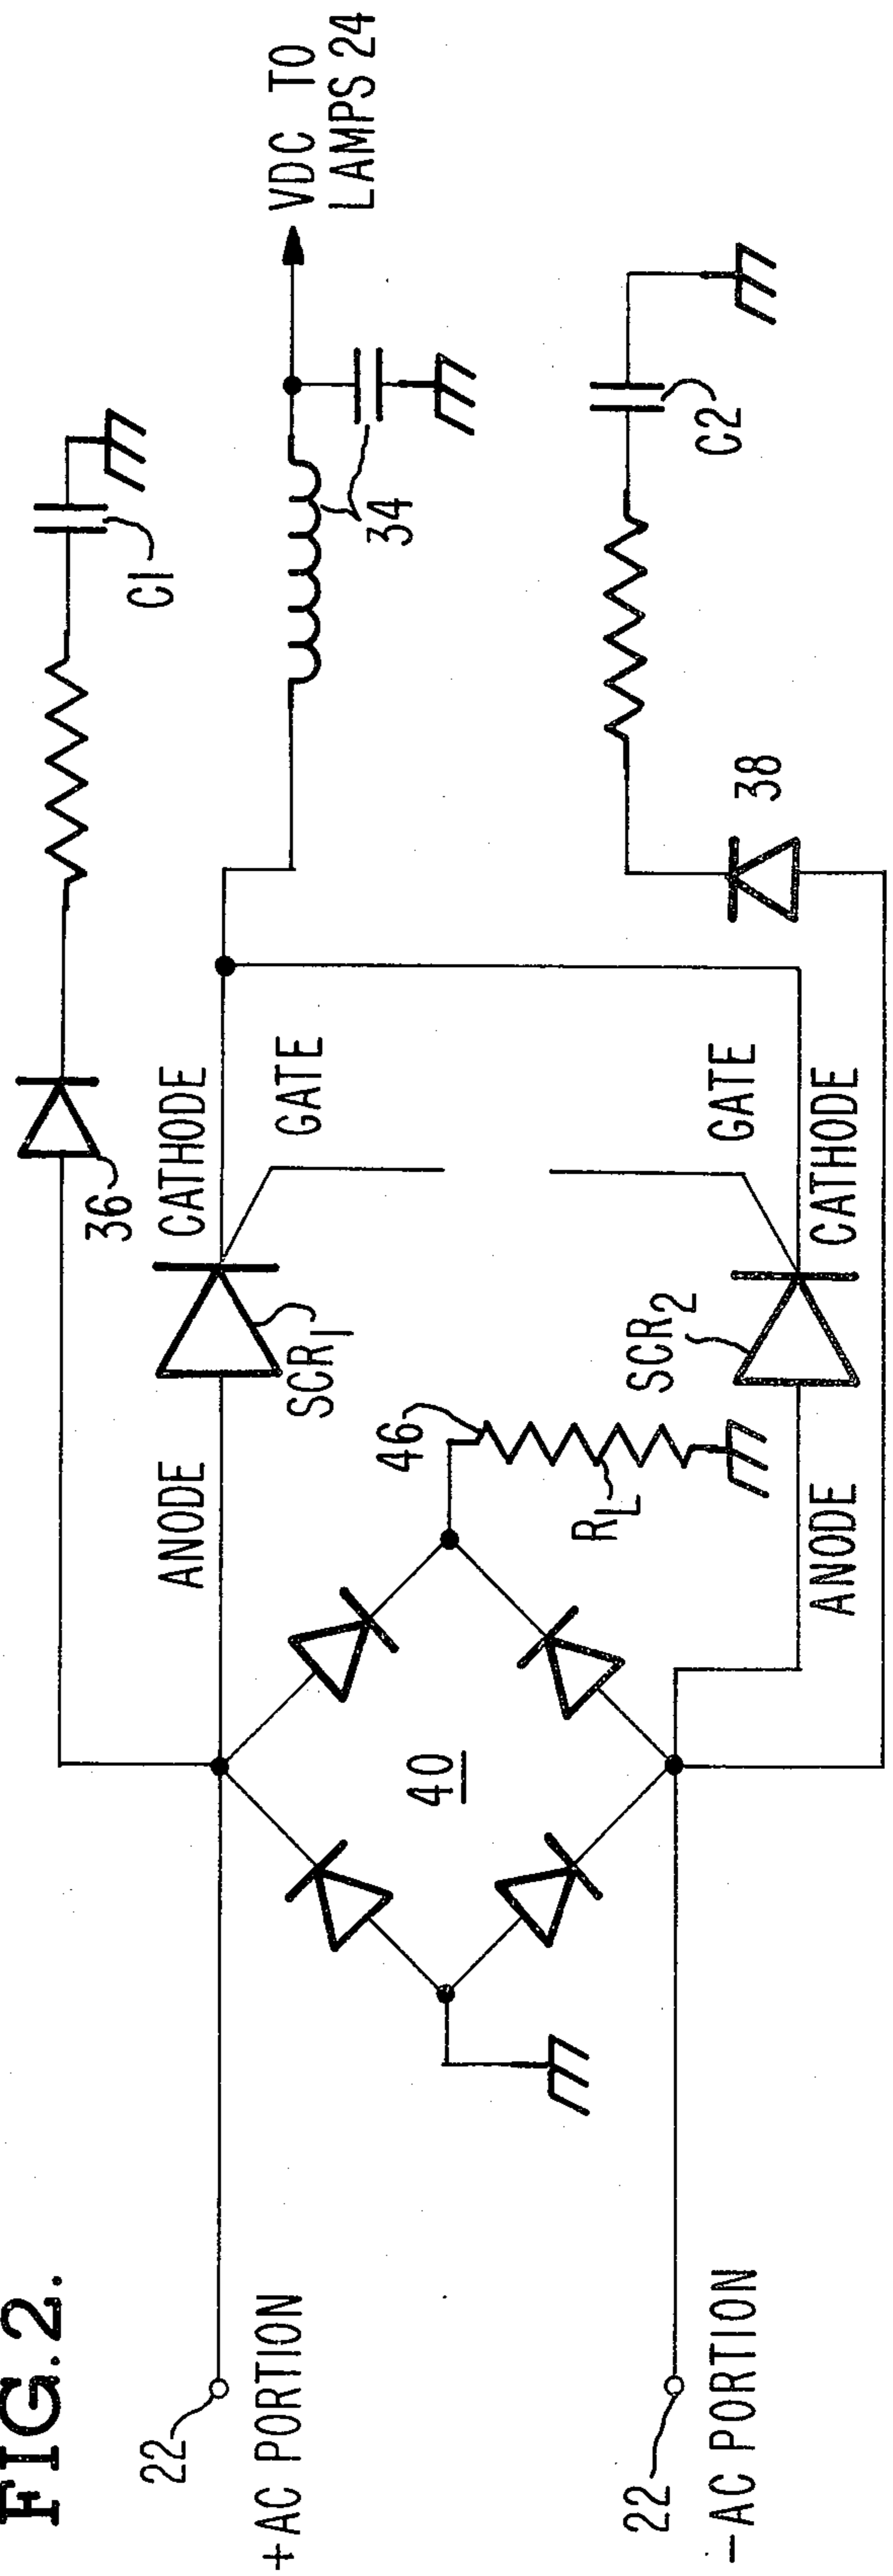 FIG.2.
36
C1
VDC TO
LAMPS 24
ANODE
CATHODE
SCR1
GATE
34
22
+AC PORTION
40
46
RL
SCR2
GATE
C2
38
22
-AC PORTION
ANODE
CATHODE